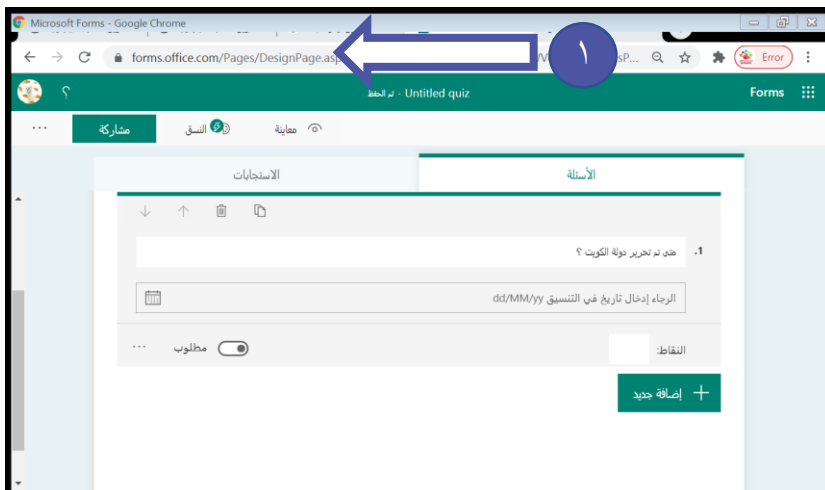 Microsoft Forms - Google Chrome
forms.office.com/Pages/DesignPage.asp
sP...
Error
Forms
Untitled quiz - تم الحفظ
؟
معاينة
النسق
مشاركة
...
الأسئلة
الاستجابات
١
1. متى تم تحرير دولة الكويت ؟
الرجاء إدخال تاريخ في التنسيق dd/MM/yy
النقاط:
مطلوب
...
إضافة جديد